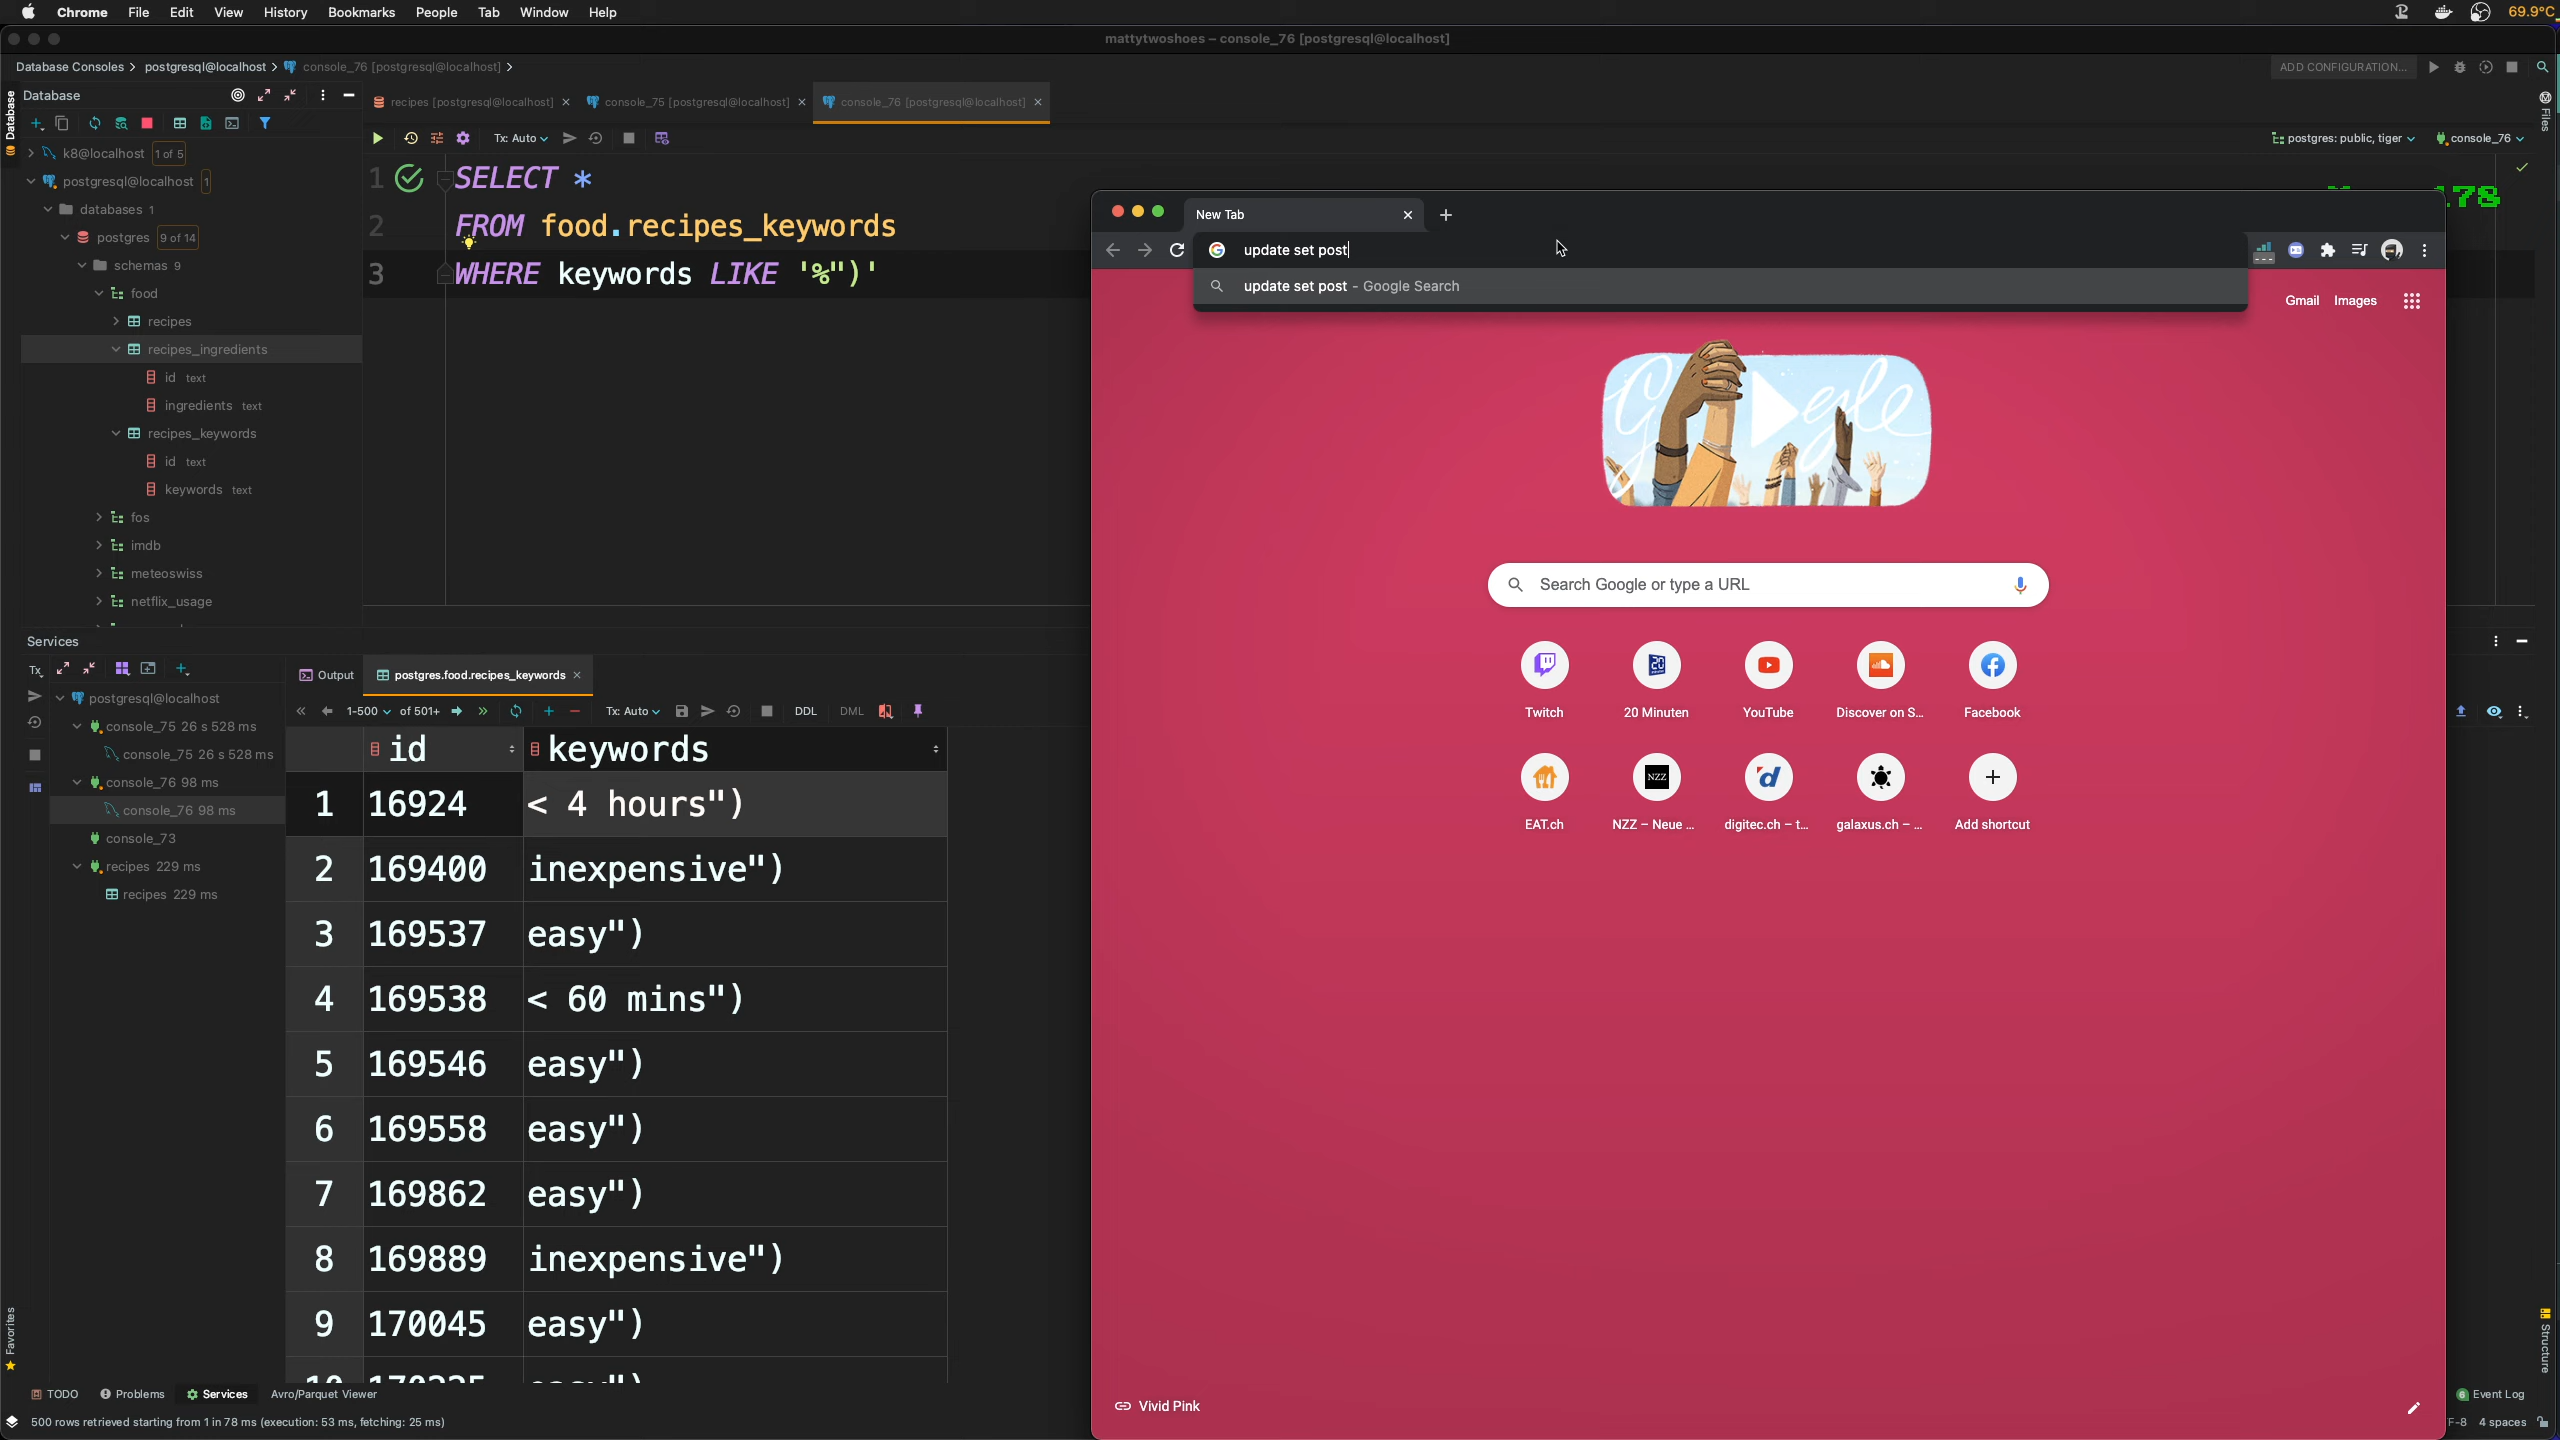 Chrome File Edit View History Bookmarks People Tab Window Help
69.9°C
mattytwoshoes – console_76 [postgresql@localhost]
Database Consoles postgresql@localhost console_76 [postgresql@localhost]
ADD CONFIGURATION...
Database
Database
Files
recipes [postgresql@localhost] console_75 [postgresql@localhost] console_76 [postgresql@localhost]
Tx: Auto
postgres: public, tiger console_76
k8@localhost 1 of 5
postgresql@localhost 1
databases 1
postgres 9 of 14
schemas 9
food
recipes
recipes_ingredients
id text
ingredients text
recipes_keywords
id text
keywords text
fos
imdb
meteoswiss
netflix_usage
1 SELECT *
2 FROM food.recipes_keywords
3 WHERE keywords LIKE '%")'
178
New Tab
update set post
update set post - Google Search
Gmail Images
Search Google or type a URL
Twitch 20 Minuten YouTube Discover on S... Facebook
EAT.ch NZZ – Neue ... digitec.ch – t... galaxus.ch – ... Add shortcut
Vivid Pink
Services
Tx
postgresql@localhost
console_75 26 s 528 ms
console_75 26 s 528 ms
console_76 98 ms
console_76 98 ms
console_73
recipes 229 ms
recipes 229 ms
Output postgres.food.recipes_keywords
1-500 of 501+ Tx: Auto DDL DML
id keywords
1 16924 < 4 hours")
2 169400 inexpensive")
3 169537 easy")
4 169538 < 60 mins")
5 169546 easy")
6 169558 easy")
7 169862 easy")
8 169889 inexpensive")
9 170045 easy")
Favorites
Structure
TODO Problems Services Avro/Parquet Viewer
Event Log
500 rows retrieved starting from 1 in 78 ms (execution: 53 ms, fetching: 25 ms)
4 spaces